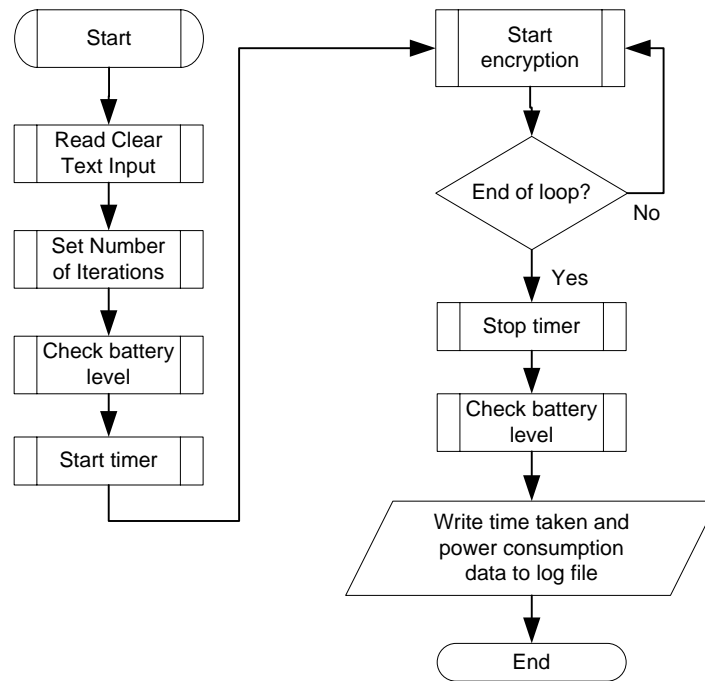 Start
Read Clear
Text Input
Set Number
of Iterations
Check battery
level
Start timer
Start
encryption
End of loop?
No
Yes
Stop timer
Check battery
level
Write time taken and
power consumption
data to log file
End